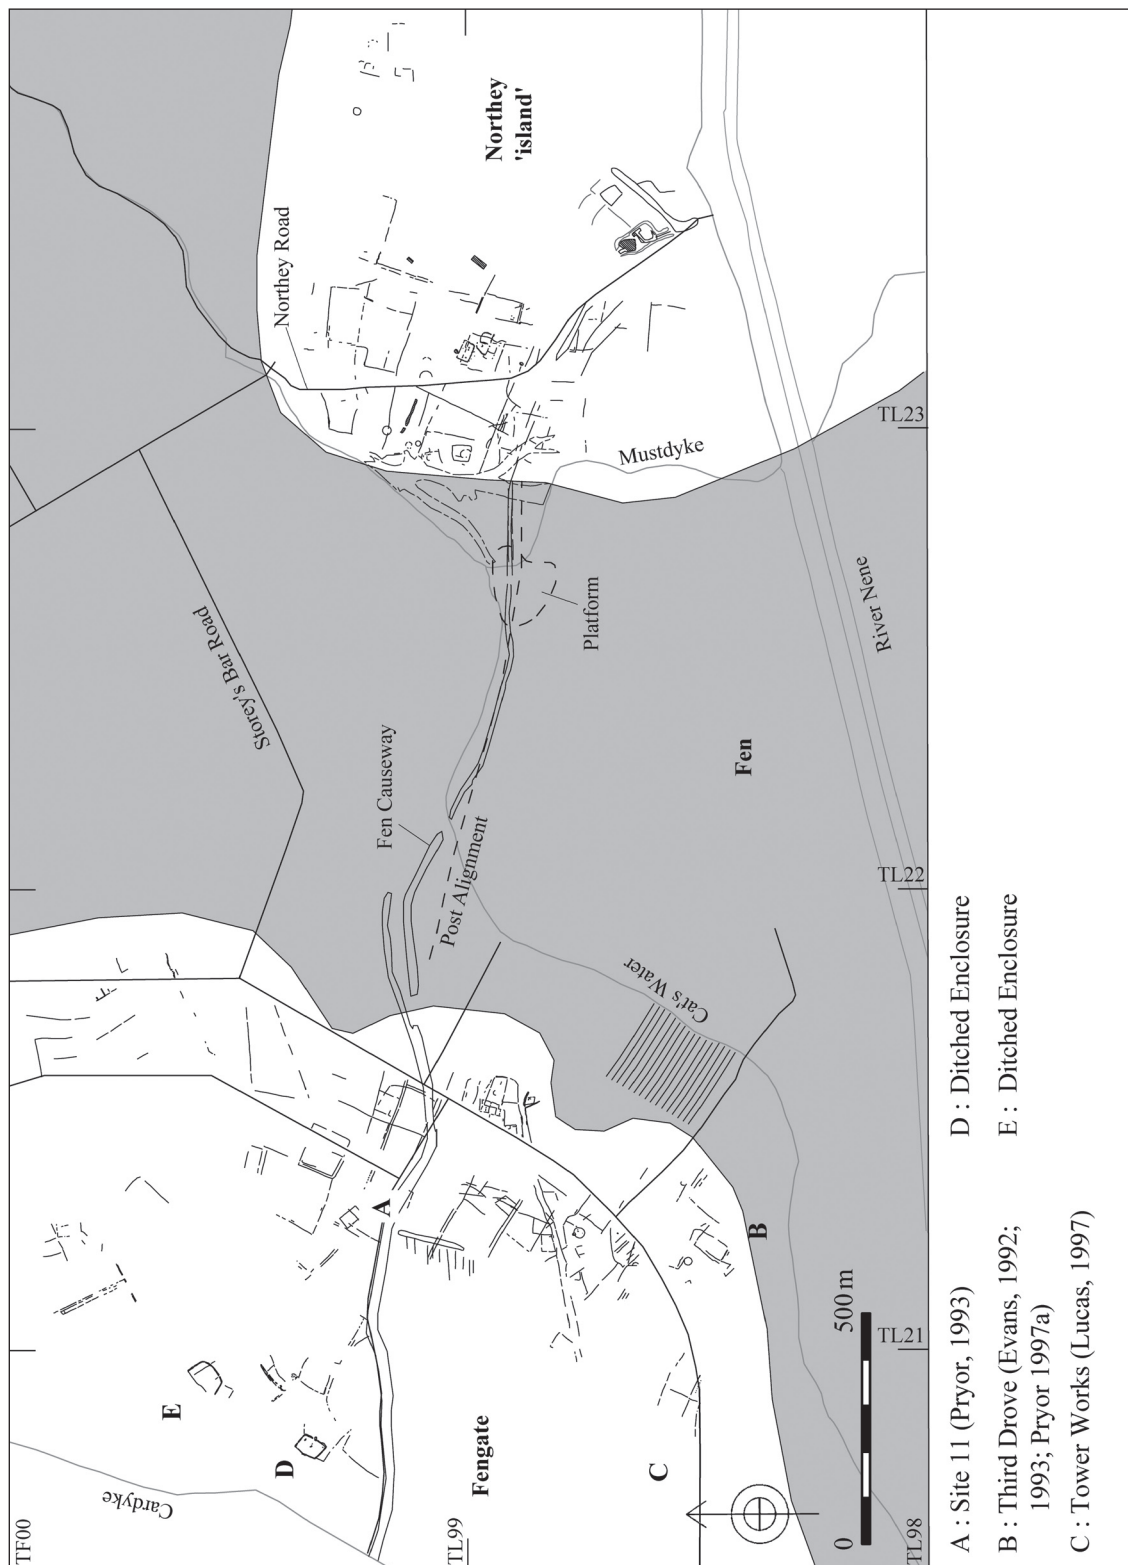 TF00
TL99
TL98
TL21
TL22
TL23
Cardyke
E
D
A
B
C
Fengate
Fen Causeway
Post Alignment
Cat's Water
Storey's Bar Road
Fen
Platform
River Nene
Mustdyke
Northey Road
Northey
'island'
0
500 m
A : Site 11 (Pryor, 1993)
B : Third Drove (Evans, 1992;
1993; Pryor 1997a)
C : Tower Works (Lucas, 1997)
D : Ditched Enclosure
E : Ditched Enclosure